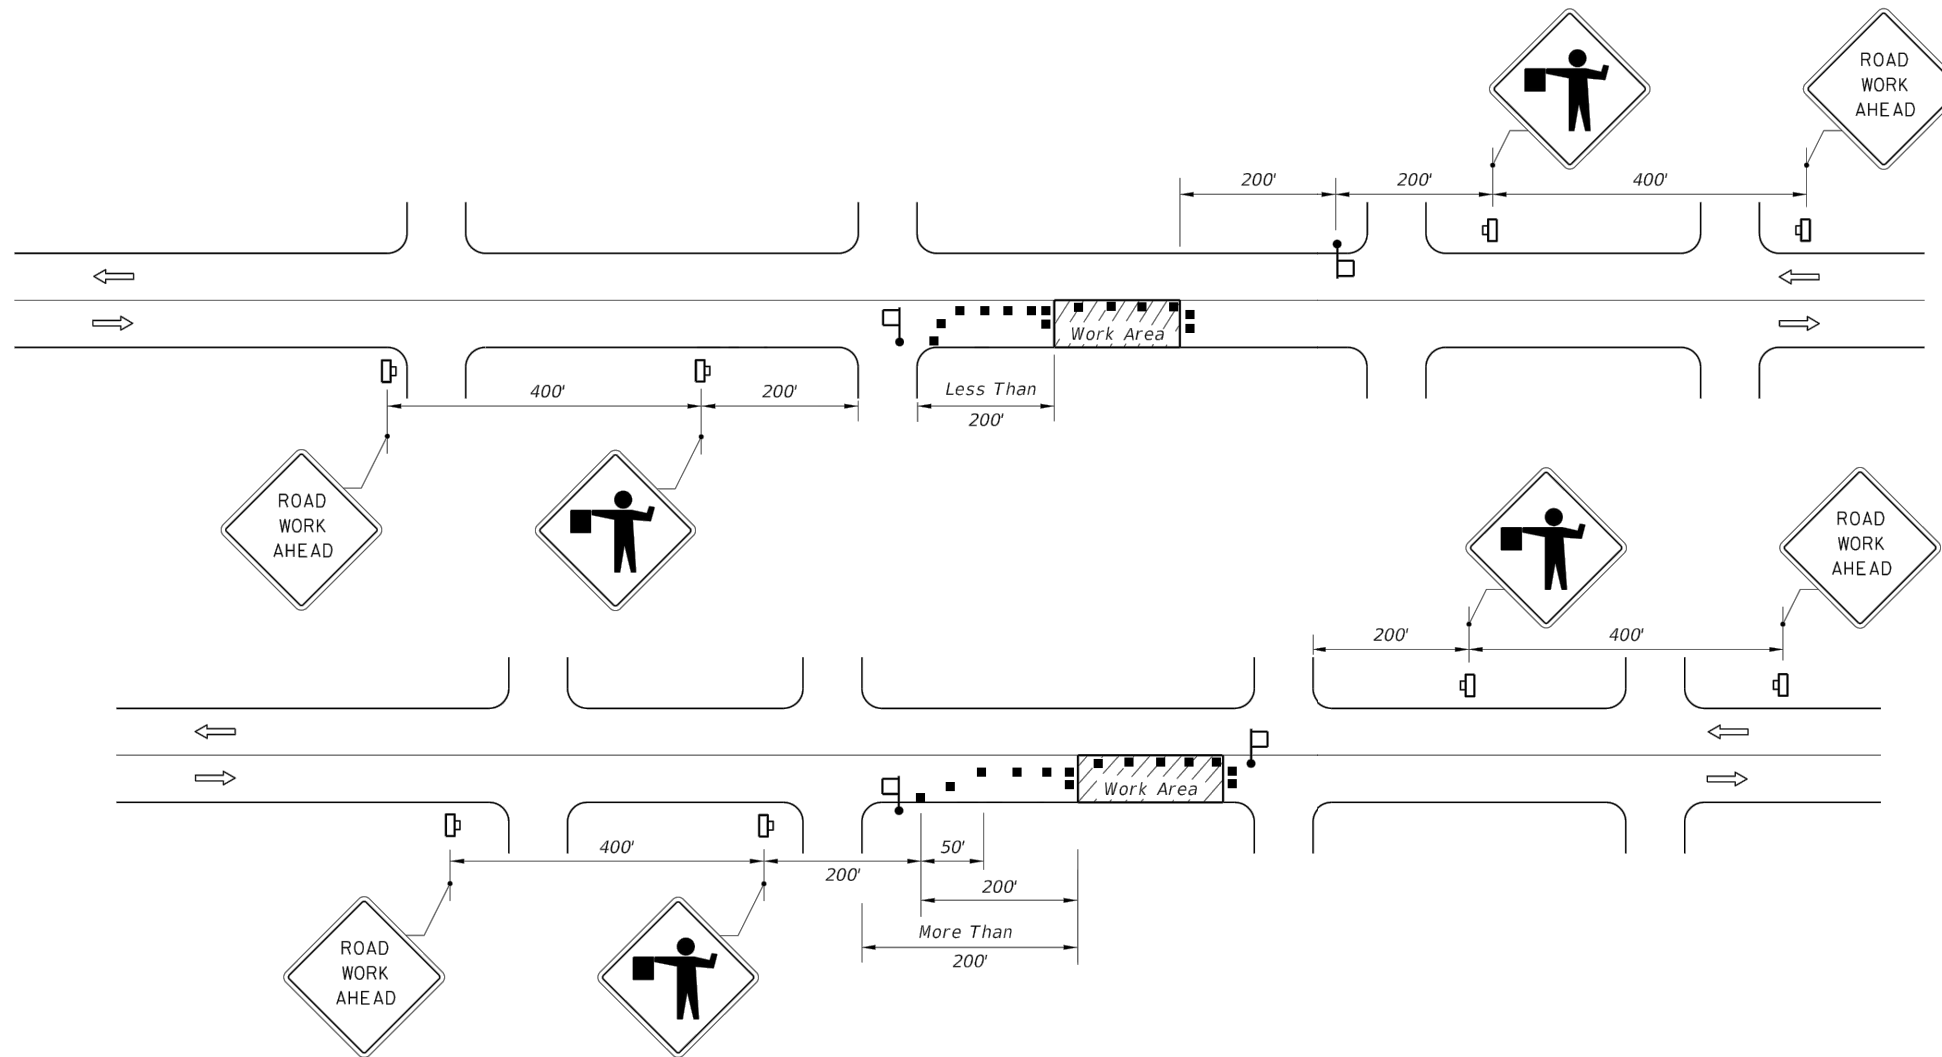 ROAD
WORK
AHEAD
200'
200'
400'
Work Area
400'
200'
Less Than
200'
ROAD
WORK
AHEAD
ROAD
WORK
AHEAD
200'
400'
Work Area
400'
200'
50'
200'
More Than
200'
ROAD
WORK
AHEAD